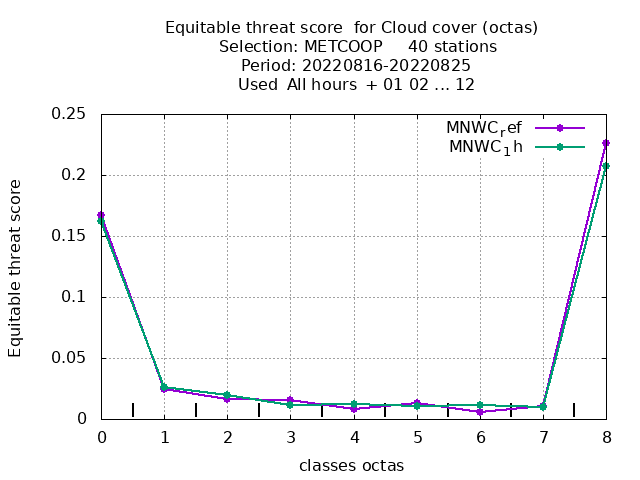 Equitable threat score  for Cloud cover (octas)
Selection: METCOOP     40 stations
Period: 20220816-20220825
Used  All hours  + 01 02 ... 12
MNWC_ref
MNWC_1h
Equitable threat score
0.25
0.2
0.15
0.1
0.05
0
0 1 2 3 4 5 6 7 8
classes octas